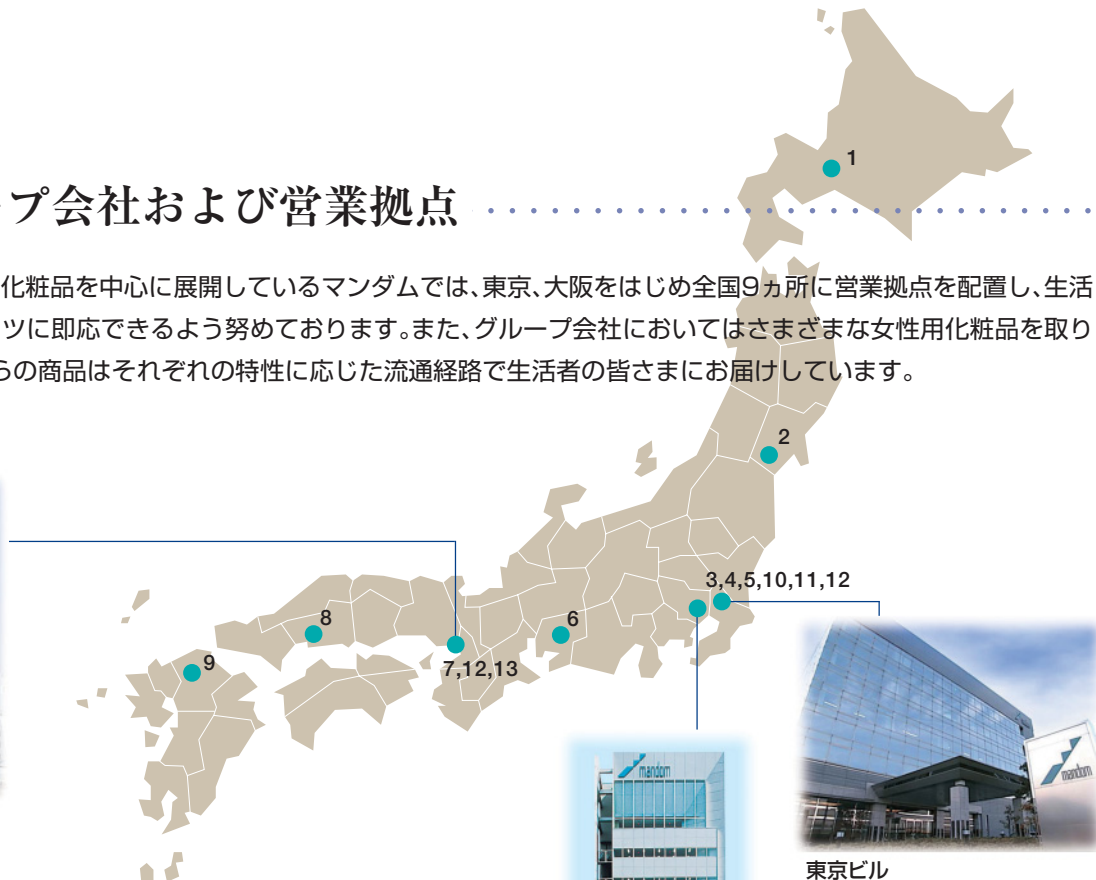 プ会社および営業拠点
化粧品を中心に展開しているマンダムでは、東京、大阪をはじめ全国9ヵ所に営業拠点を配置し、生活
ツに即応できるよう努めております。また、グループ会社においてはさまざまな女性用化粧品を取り
らの商品はそれぞれの特性に応じた流通経路で生活者の皆さまにお届けしています。
1
2
3,4,5,10,11,12
6
7,12,13
8
9
mandom
mandom
東京ビル